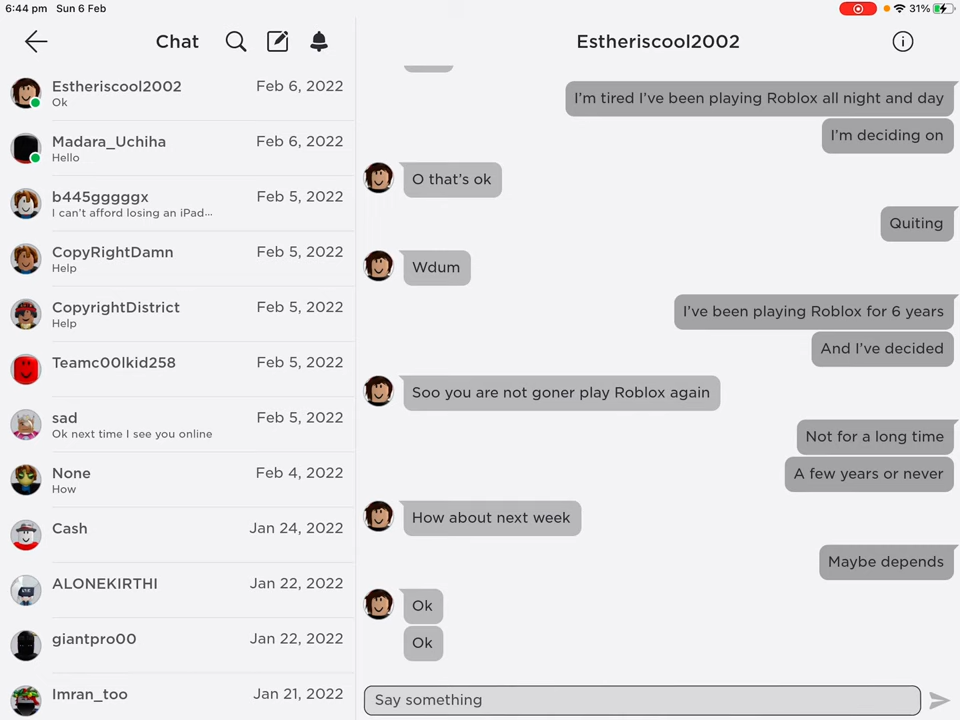 6:44 pm Sun 6 Feb
31%
Chat
Estheriscool2002 Feb 6, 2022
Ok
Madara_Uchiha Feb 6, 2022
Hello
b445gggggx Feb 5, 2022
I can't afford losing an iPad...
CopyRightDamn Feb 5, 2022
Help
CopyrightDistrict Feb 5, 2022
Help
Teamc00lkid258 Feb 5, 2022
sad Feb 5, 2022
Ok next time I see you online
None Feb 4, 2022
How
Cash Jan 24, 2022
ALONEKIRTHI Jan 22, 2022
giantpro00 Jan 22, 2022
Imran_too Jan 21, 2022
Estheriscool2002
I'm tired I've been playing Roblox all night and day
I'm deciding on
O that's ok
Quiting
Wdum
I've been playing Roblox for 6 years
And I've decided
Soo you are not goner play Roblox again
Not for a long time
A few years or never
How about next week
Maybe depends
Ok
Ok
Say something